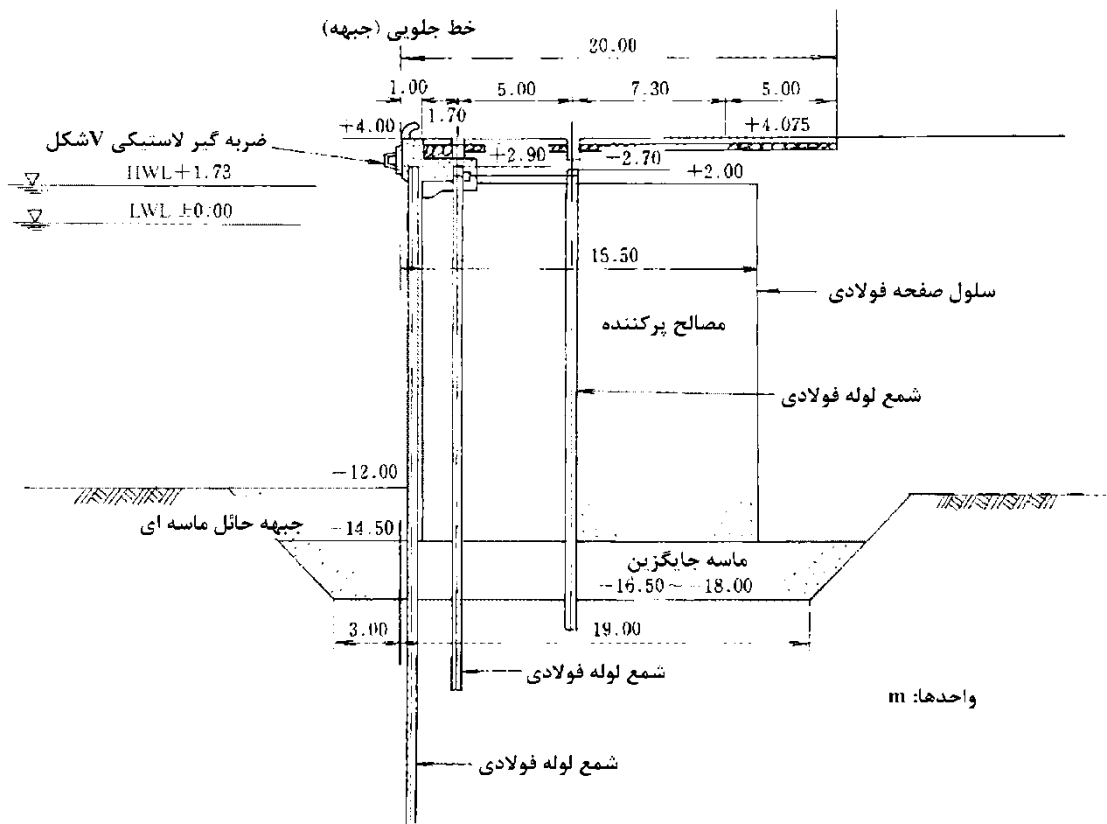 خط جلویی (جبهه)
20.00
1.00
1.70
5.00
7.30
5.00
+4.00
+4.075
ضربه گیر لاستیکی Vشکل
+2.90
-2.70
HWL+1.73
+2.00
LWL ±0.00
15.50
سلول صفحه فولادی
مصالح پرکننده
شمع لوله فولادی
-12.00
جبهه حائل ماسه ای
-14.50
ماسه جایگزین
-16.50~-18.00
3.00
19.00
شمع لوله فولادی
واحدها: m
شمع لوله فولادی